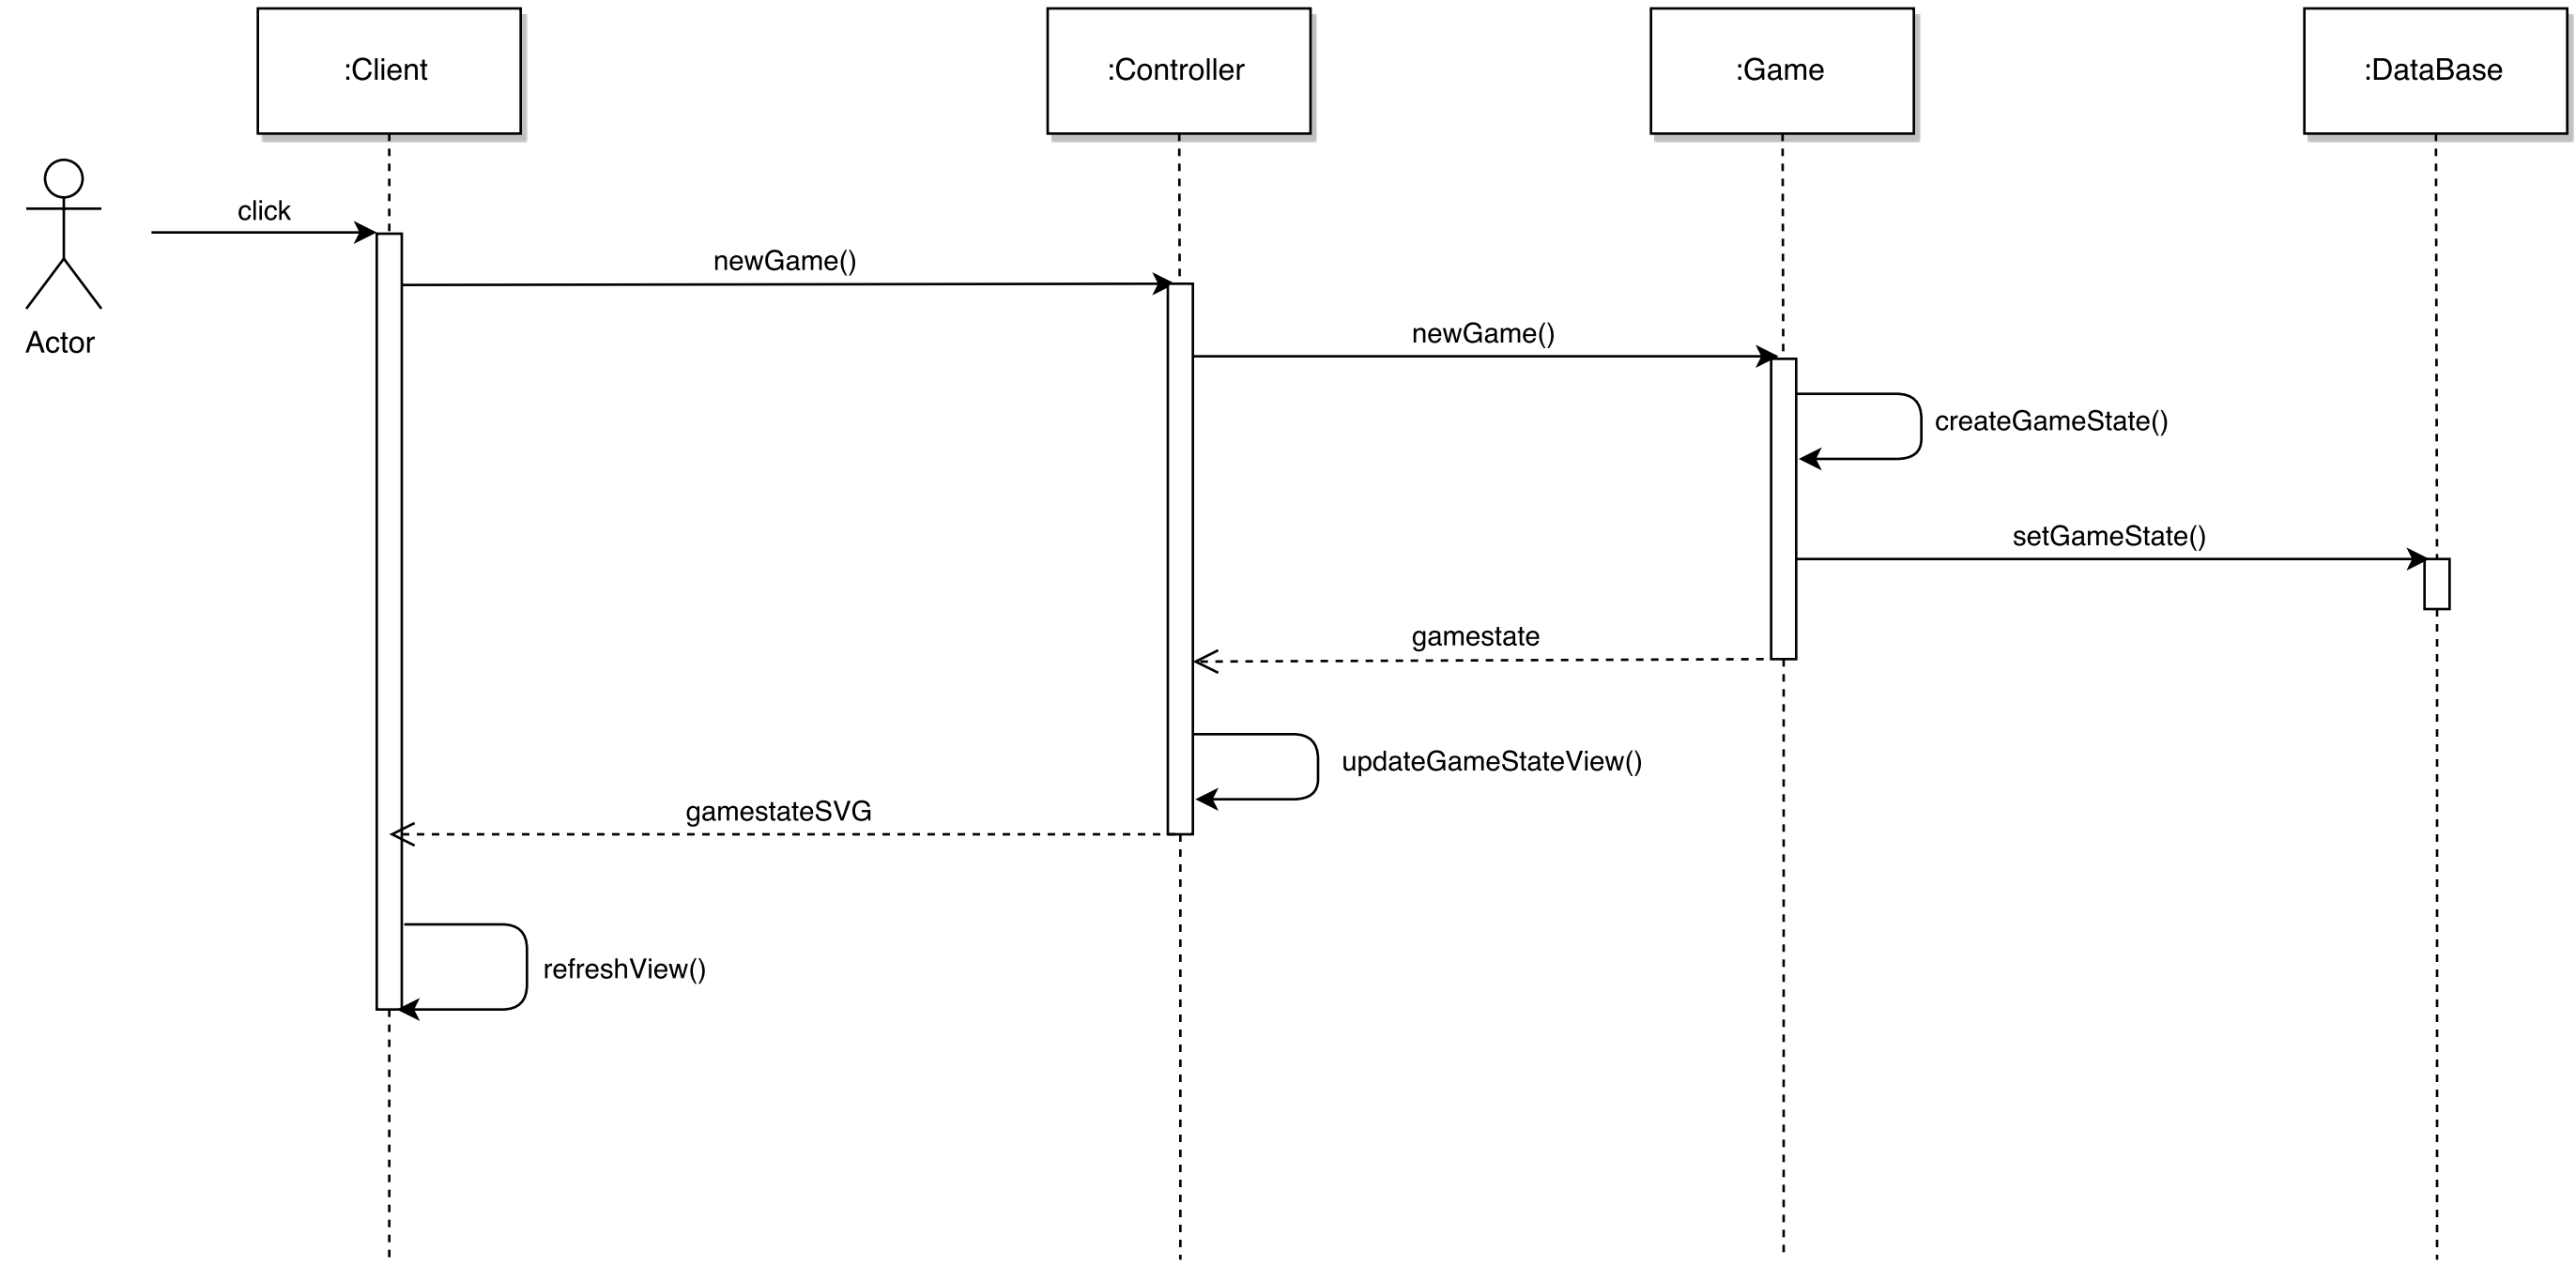 :Client
:Controller
:Game
:DataBase
click
newGame()
Actor
newGame()
createGameState()
setGameState()
gamestate
updateGameStateView()
gamestateSVG
refreshView()